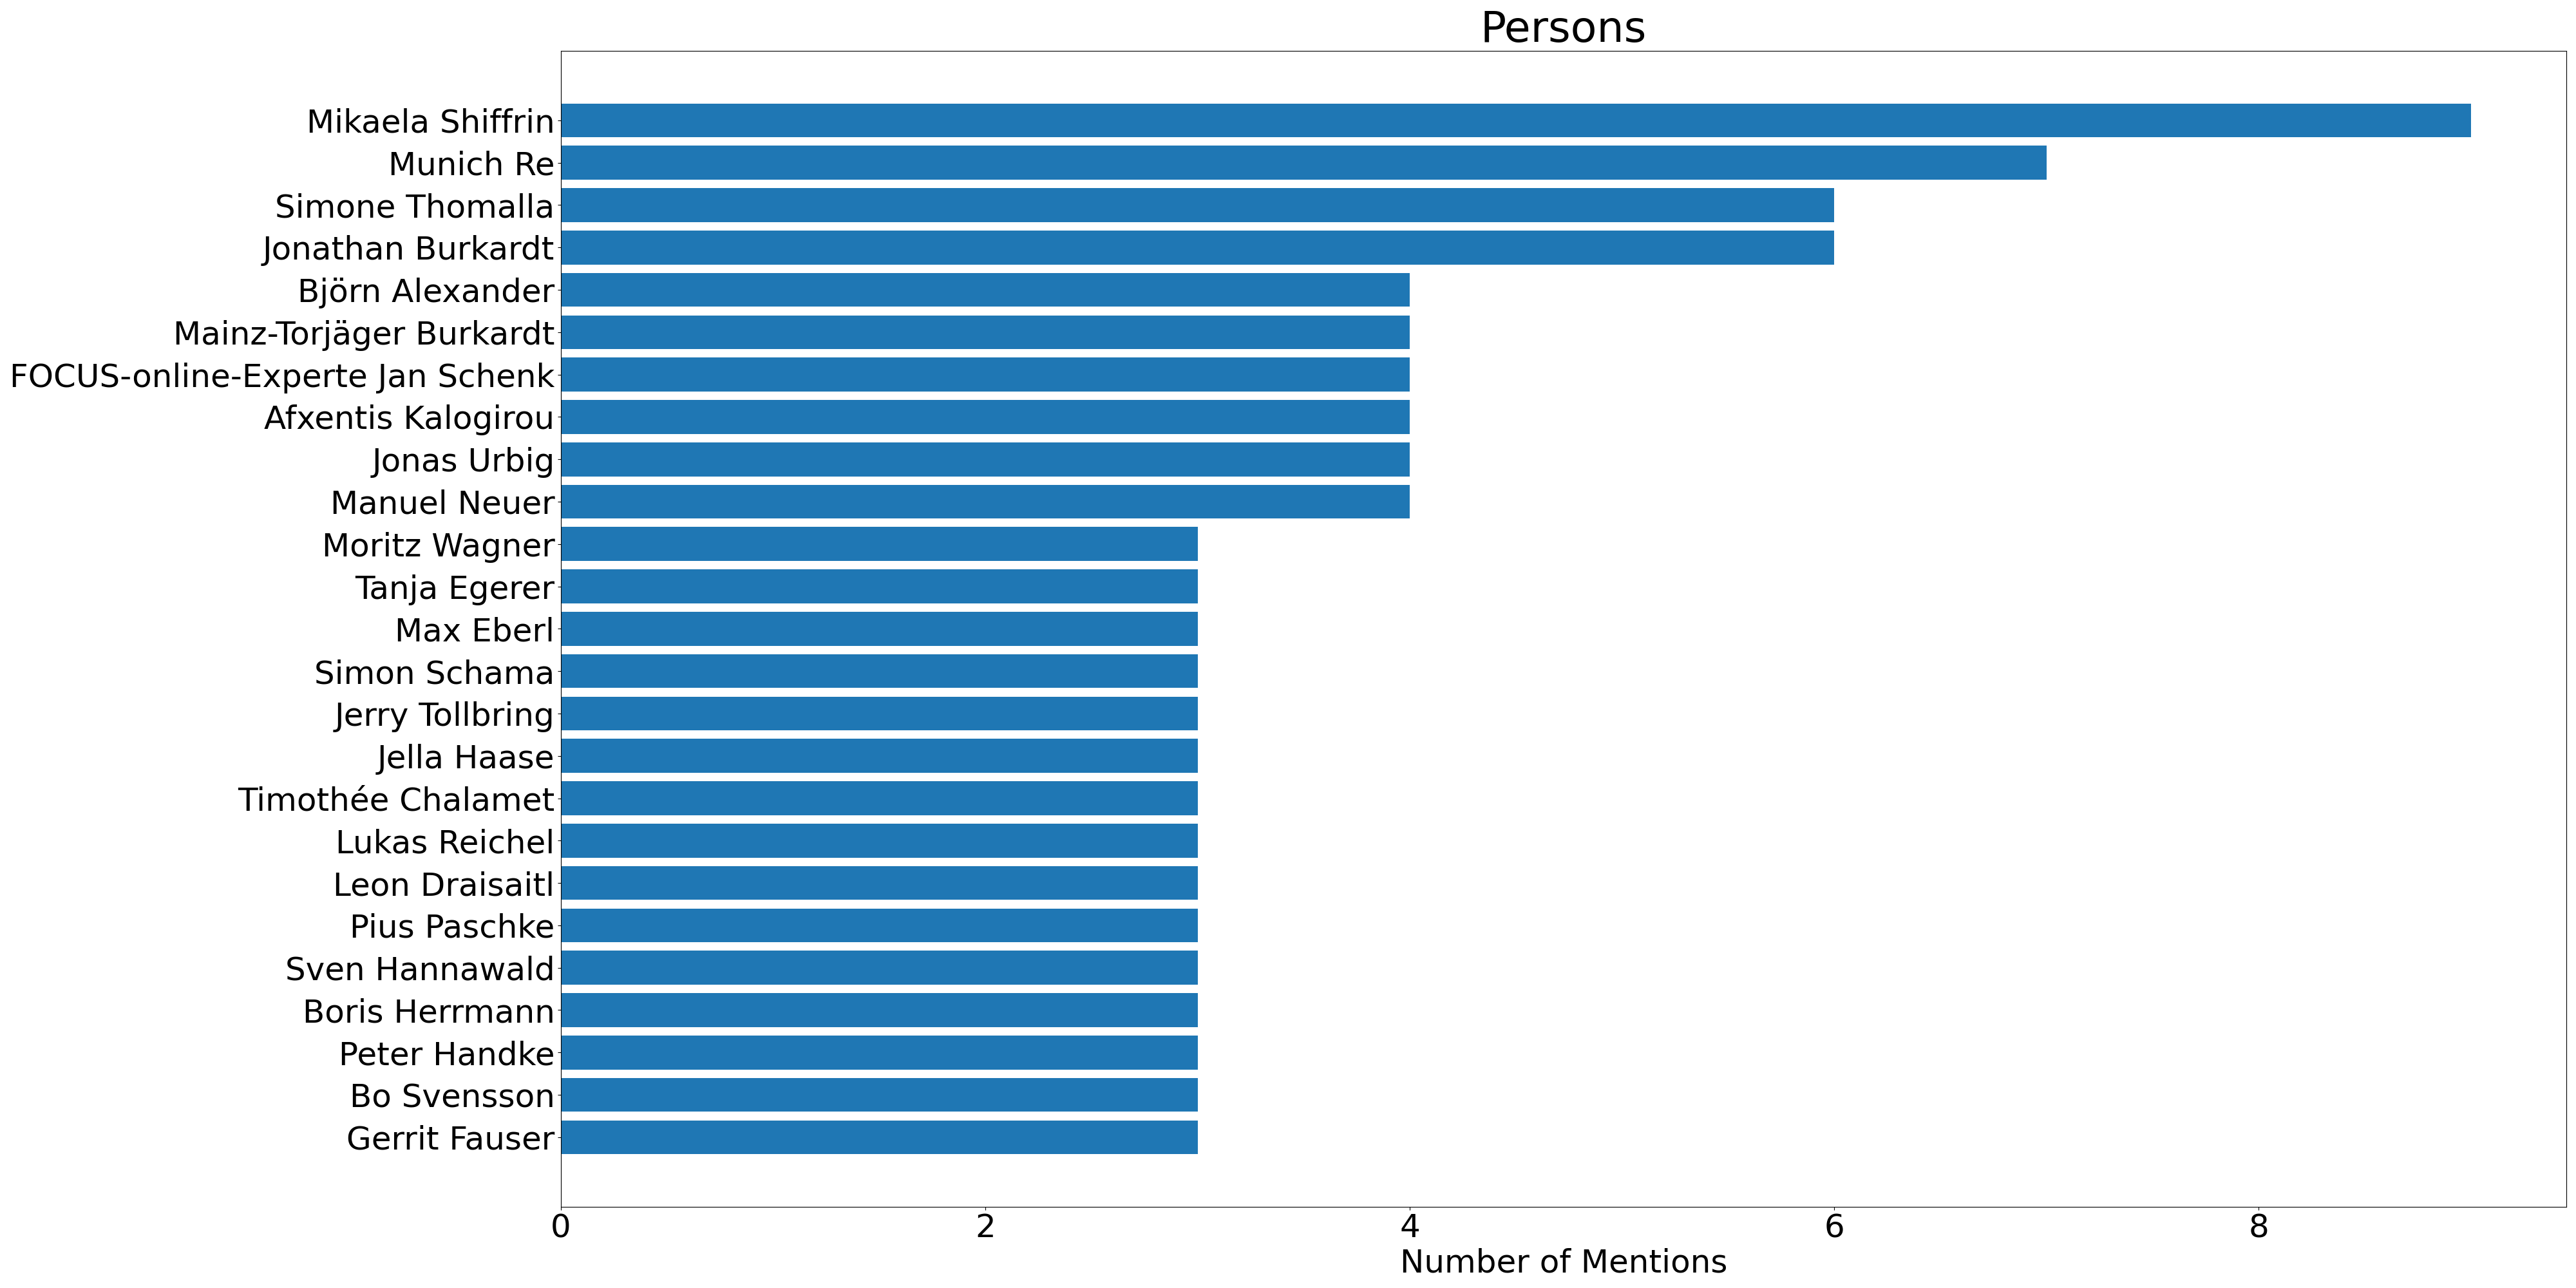 Persons
Mikaela Shiffrin
Munich Re
Simone Thomalla
Jonathan Burkardt
Björn Alexander
Mainz-Torjäger Burkardt
FOCUS-online-Experte Jan Schenk
Afxentis Kalogirou
Jonas Urbig
Manuel Neuer
Moritz Wagner
Tanja Egerer
Max Eberl
Simon Schama
Jerry Tollbring
Jella Haase
Timothée Chalamet
Lukas Reichel
Leon Draisaitl
Pius Paschke
Sven Hannawald
Boris Herrmann
Peter Handke
Bo Svensson
Gerrit Fauser
0 2 4 6 8
Number of Mentions